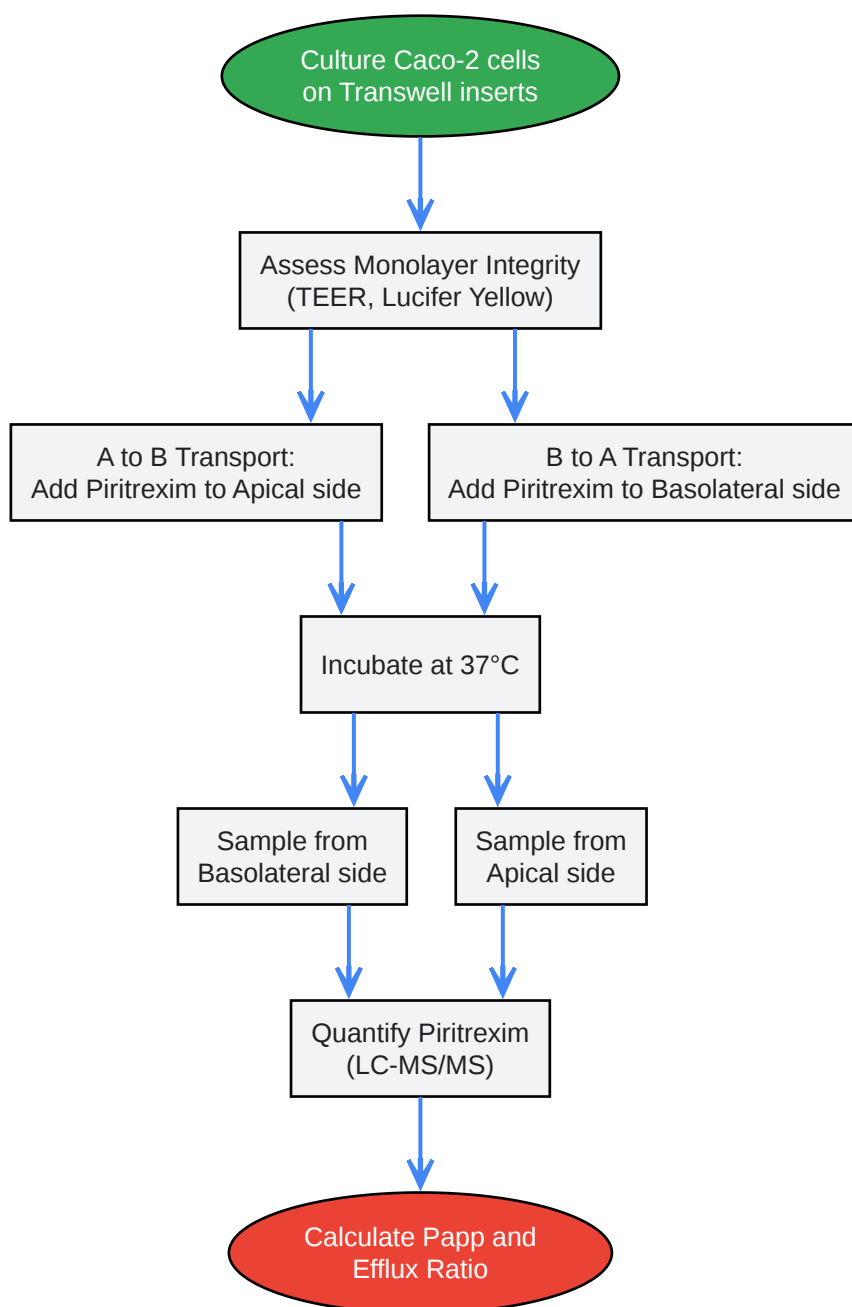 Culture Caco-2 cells
on Transwell inserts
Assess Monolayer Integrity
(TEER, Lucifer Yellow)
A to B Transport:
Add Piritrexim to Apical side
B to A Transport:
Add Piritrexim to Basolateral side
Incubate at 37°C
Sample from
Basolateral side
Sample from
Apical side
Quantify Piritrexim
(LC-MS/MS)
Calculate Papp and
Efflux Ratio